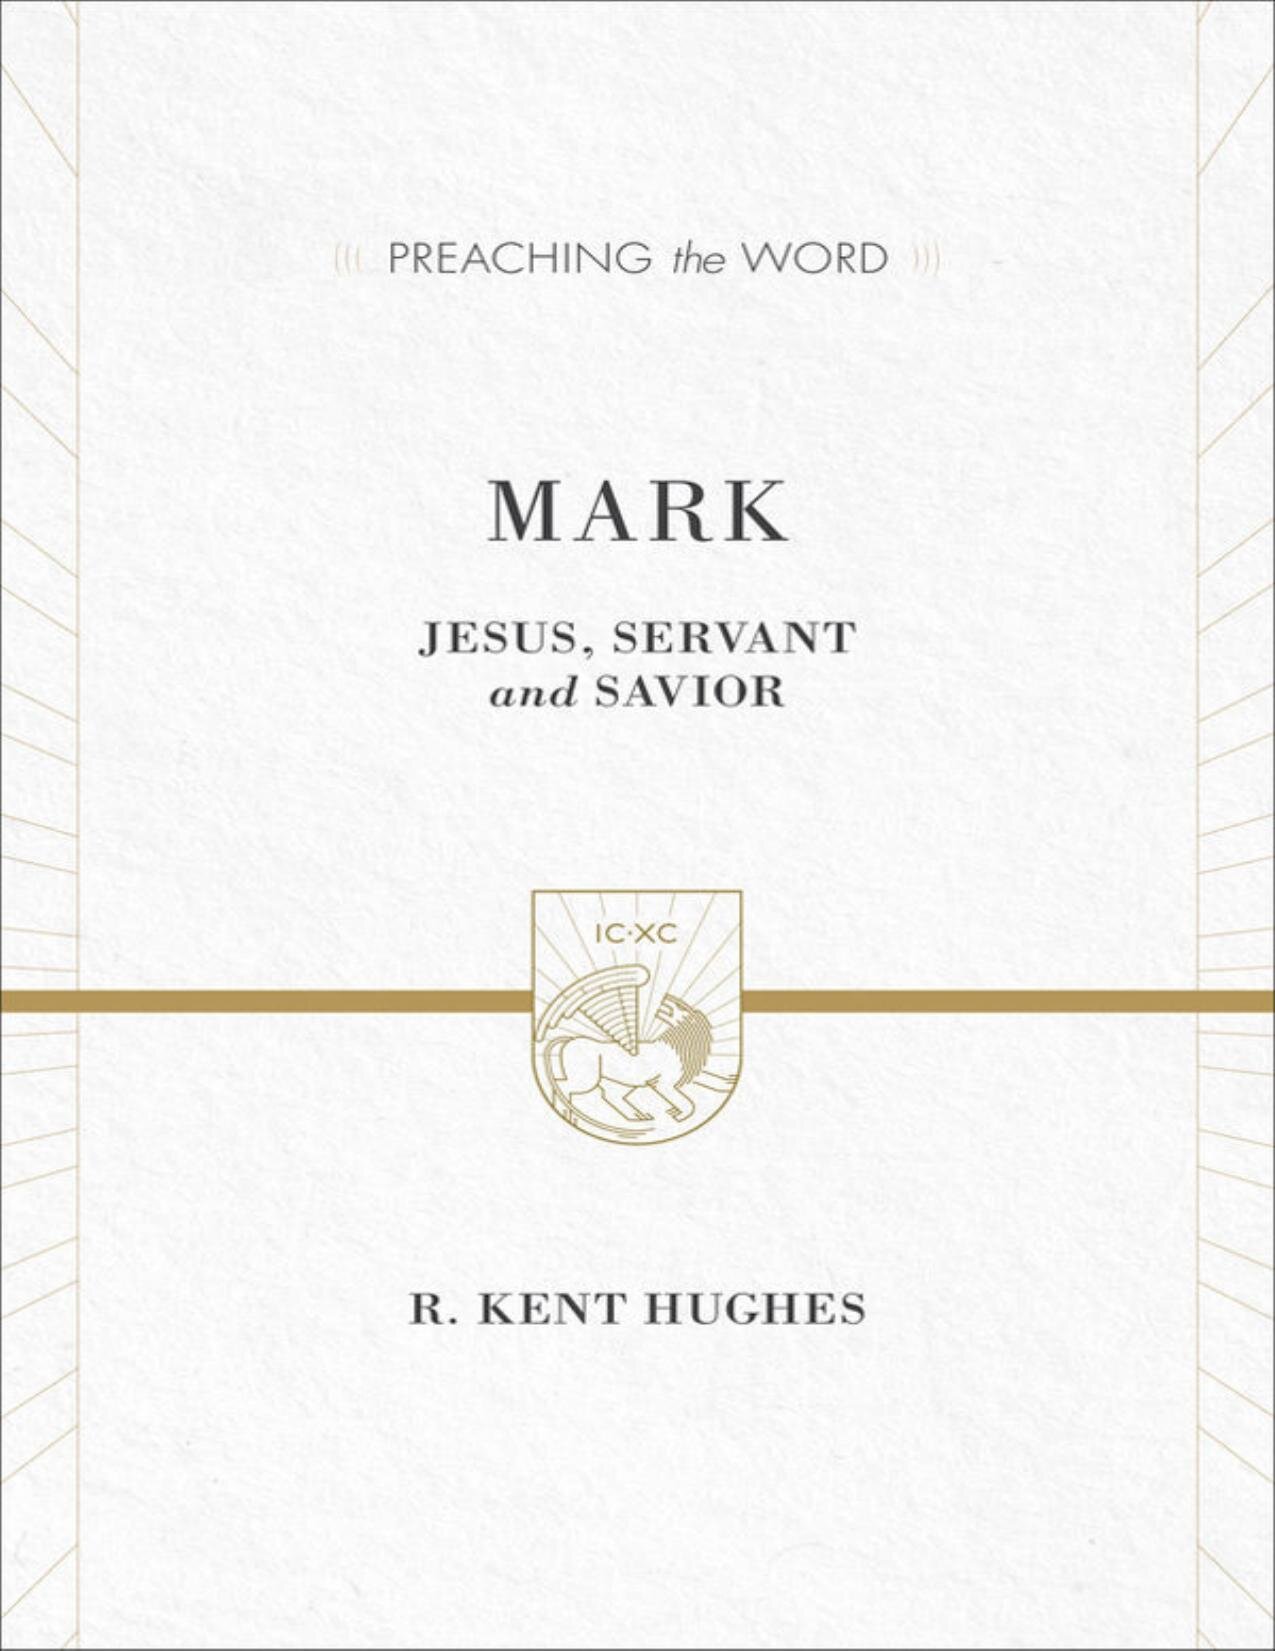 PREACHING the WORD
MARK
JESUS, SERVANT
and SAVIOR
IC·XC
R. KENT HUGHES